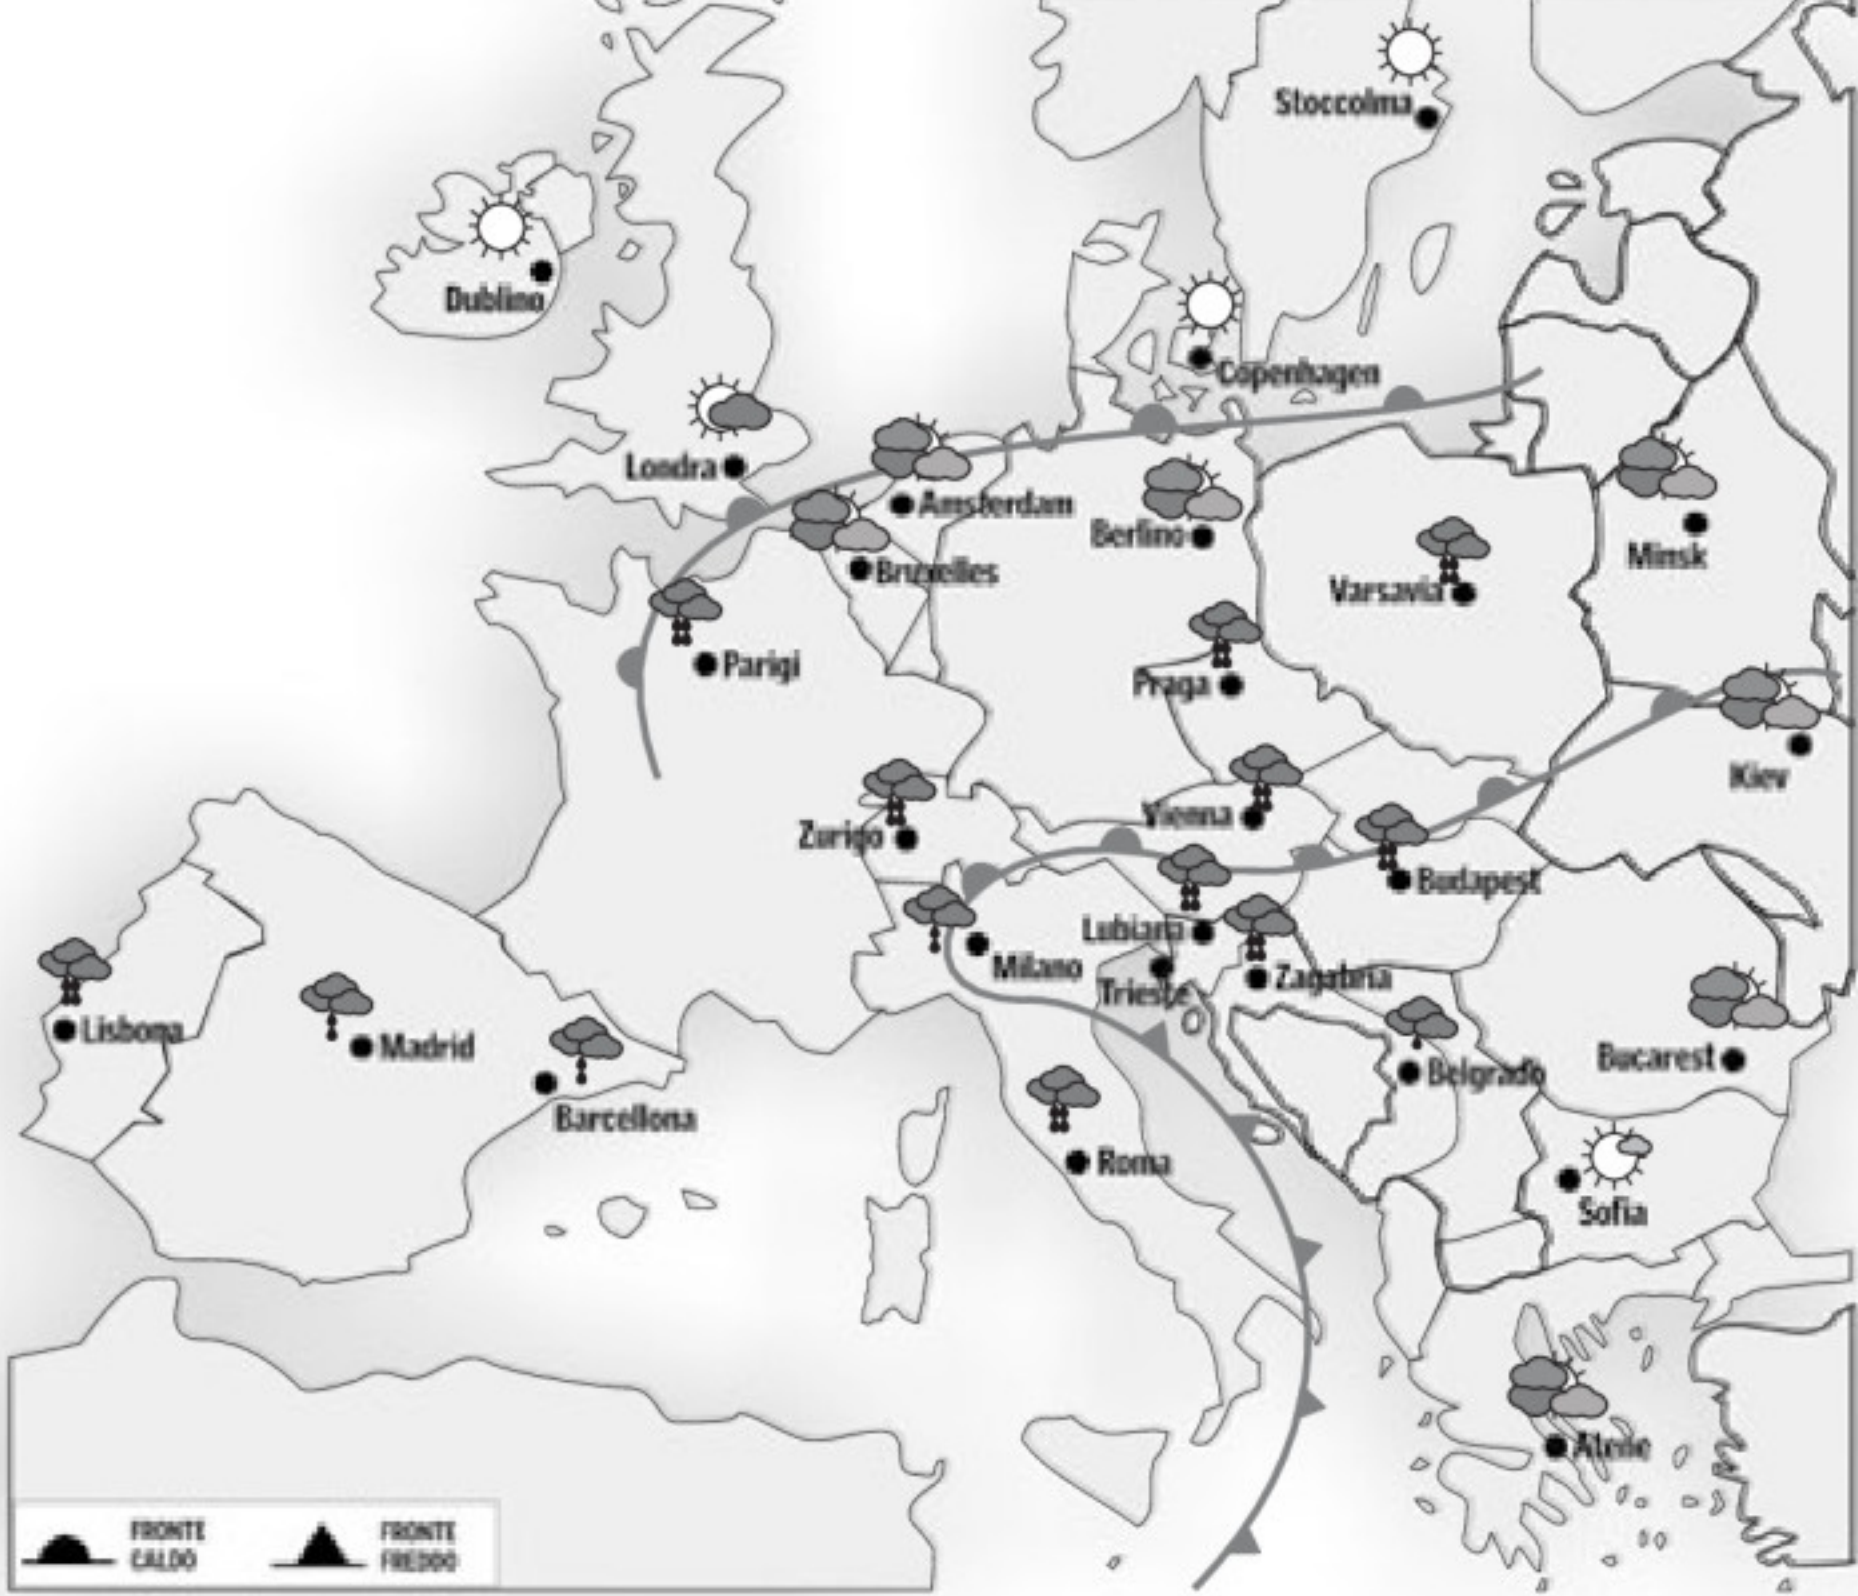 Stoccolma
Dublino
Copenhagen
Londra
Amsterdam
Berlino
Minsk
Bruxelles
Varsavia
Parigi
Praga
Kiev
Vienna
Zurigo
Budapest
Lubiana
Milano
Zagabria
Trieste
Lisbona
Madrid
Belgrado
Bucarest
Barcellona
Roma
Sofia
Atene
FRONTE
CALDO
FRONTE
FREDDO